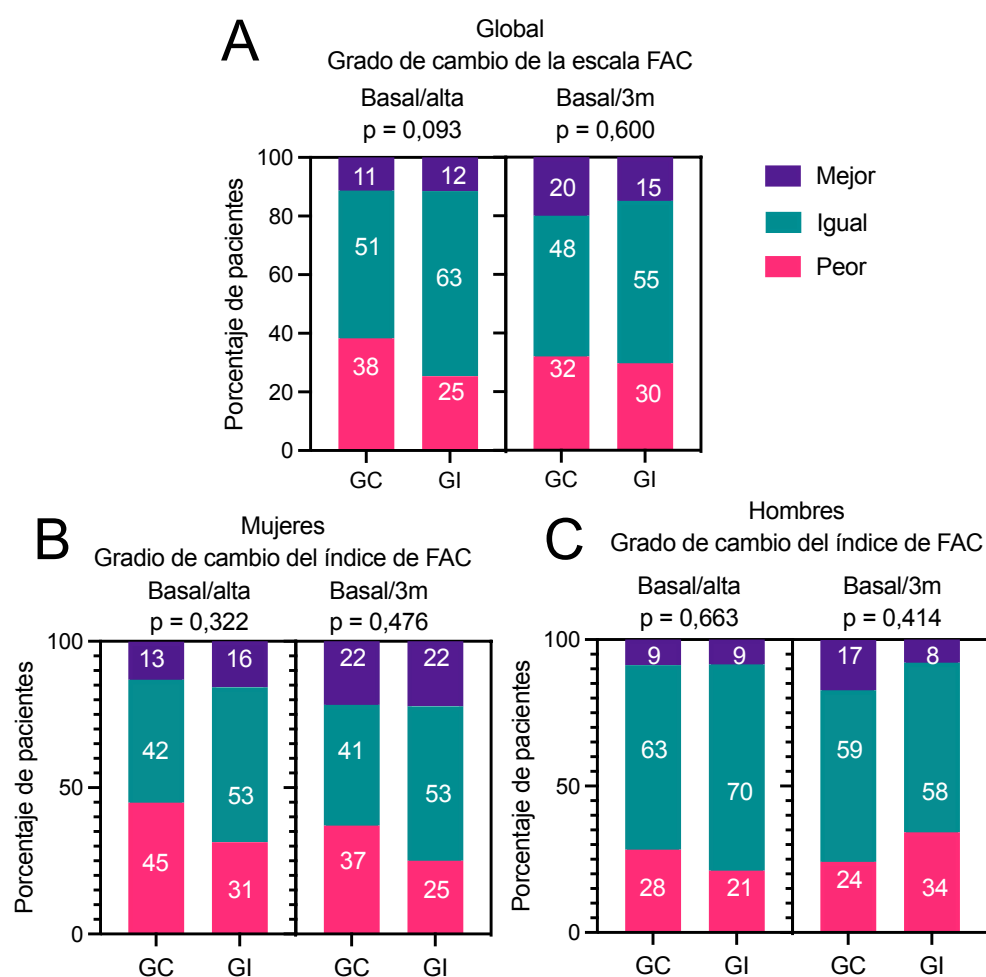 A
Global
Grado de cambio de la escala FAC
Basal/alta
p = 0,093
Basal/3m
p = 0,600
Porcentaje de pacientes
100
80
60
40
20
0
11
51
38
12
63
25
20
48
32
15
55
30
GC
GI
GC
GI
Mejor
Igual
Peor
B
Mujeres
Gradio de cambio del índice de FAC
Basal/alta
p = 0,322
Basal/3m
p = 0,476
Porcentaje de pacientes
100
50
0
13
42
45
16
53
31
22
41
37
22
53
25
GC
GI
GC
GI
C
Hombres
Grado de cambio del índice de FAC
Basal/alta
p = 0,663
Basal/3m
p = 0,414
Porcentaje de pacientes
100
50
0
9
63
28
9
70
21
17
59
24
8
58
34
GC
GI
GC
GI